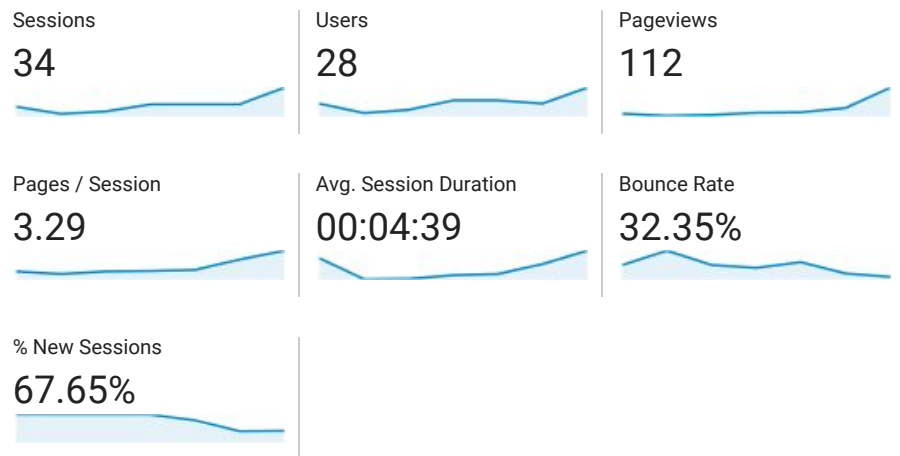 Sessions
34
Users
28
Pageviews
112
Pages / Session
3.29
Avg. Session Duration
00:04:39
Bounce Rate
32.35%
% New Sessions
67.65%